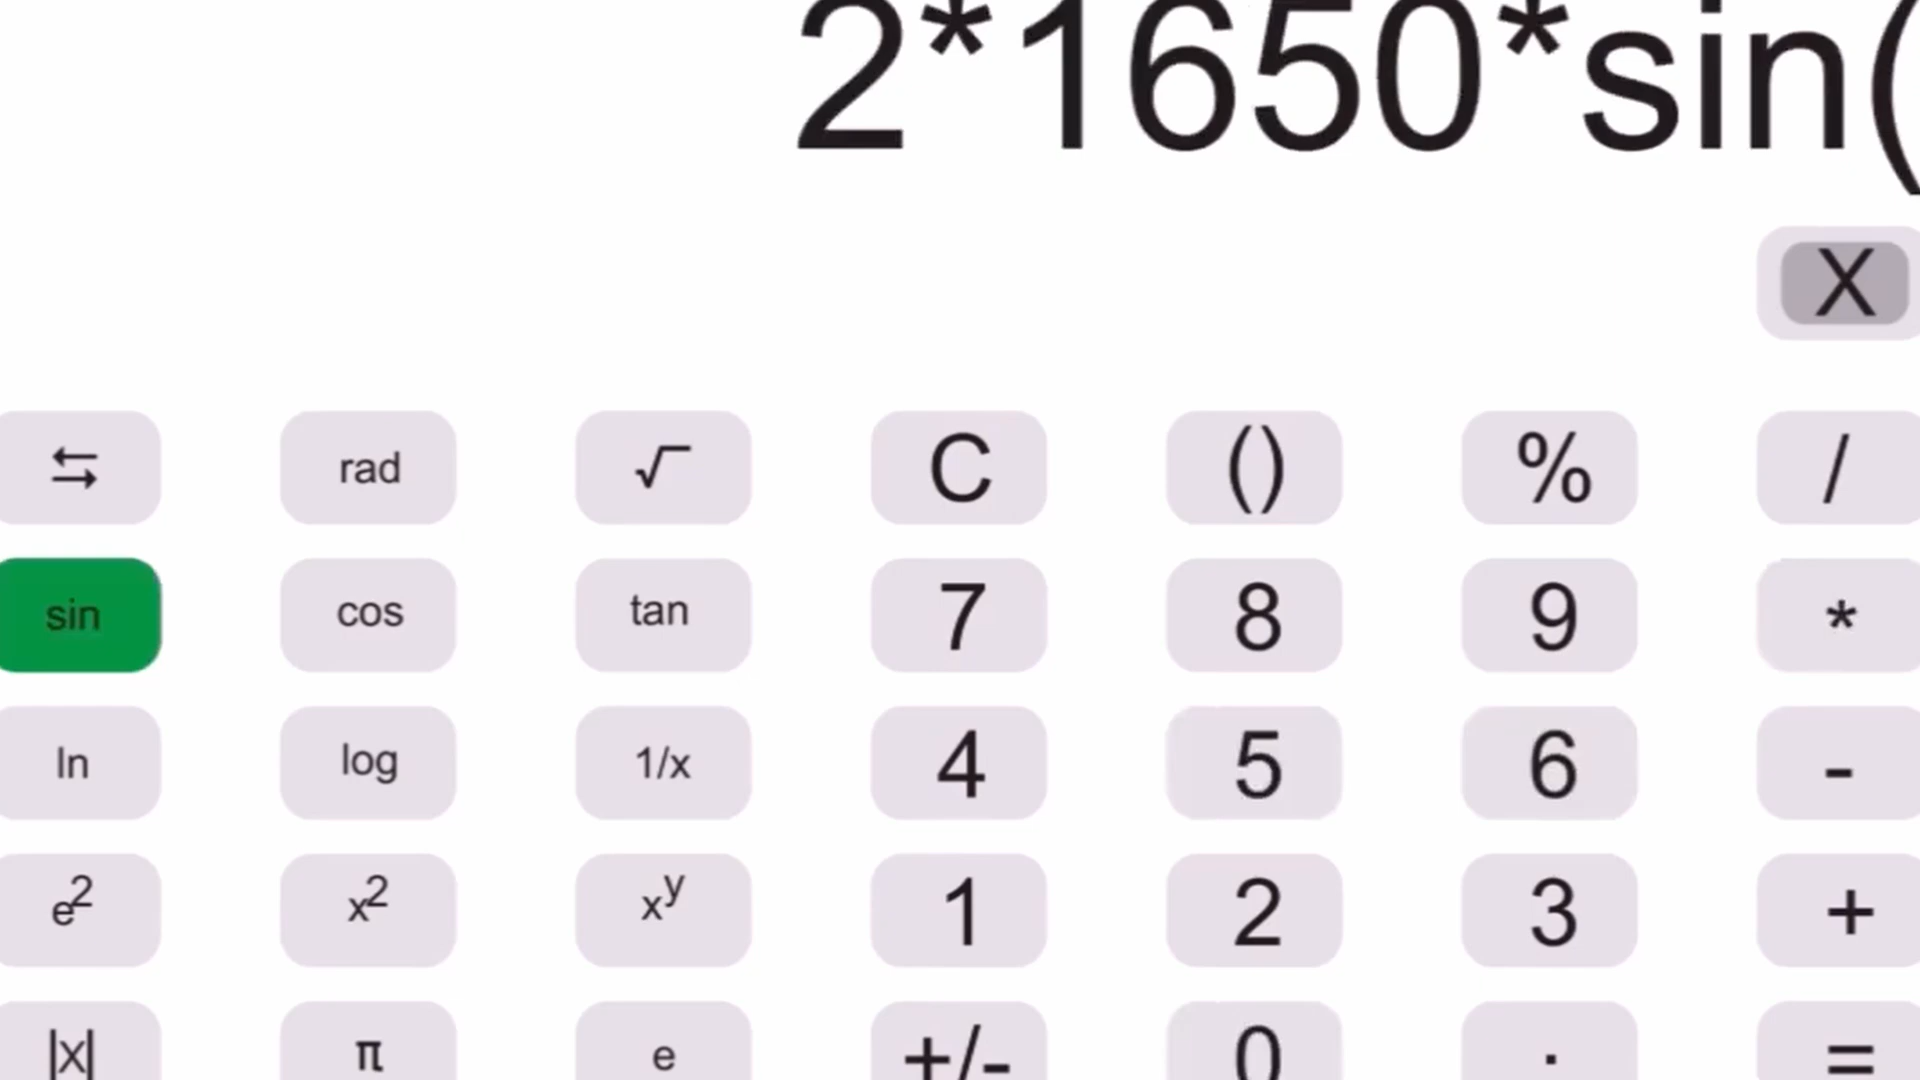 2*1650*sin(
X
⇆ rad √ C () % /
sin cos tan 7 8 9 *
ln log 1/x 4 5 6 -
e² x² xʸ 1 2 3 +
|x| π e +/- 0 . =